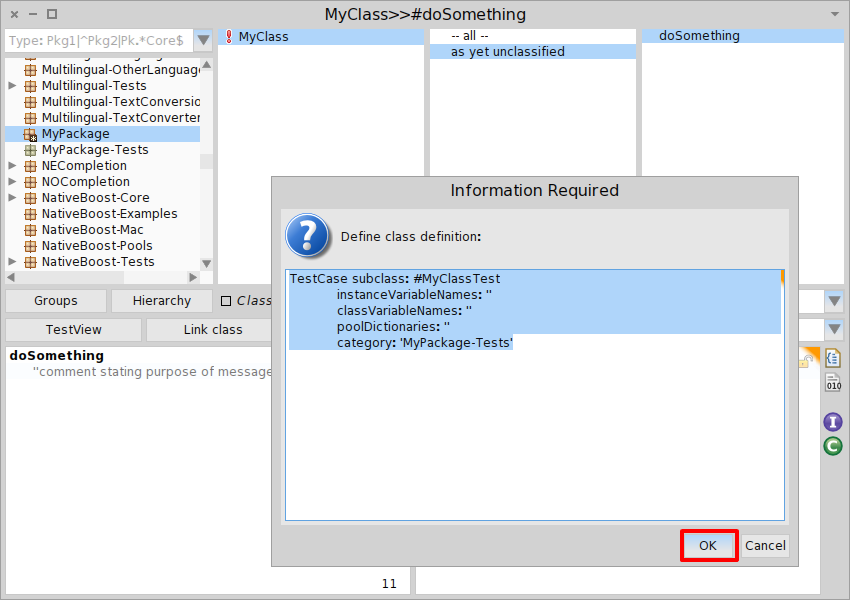 MyClass>>#doSomething
Type: Pkg1|^Pkg2|Pk.*Core$
Multilingual-OtherLanguage
Multilingual-Tests
Multilingual-TextConversio
Multilingual-TextConverter
MyPackage
MyPackage-Tests
NECompletion
NOCompletion
NativeBoost-Core
NativeBoost-Examples
NativeBoost-Mac
NativeBoost-Pools
NativeBoost-Tests
MyClass
-- all --
as yet unclassified
doSomething
Groups
Hierarchy
Class
TestView
Link class
doSomething
"comment stating purpose of message
11
Information Required
Define class definition:
TestCase subclass: #MyClassTest
instanceVariableNames: ''
classVariableNames: ''
poolDictionaries: ''
category: 'MyPackage-Tests'
OK
Cancel
010
I
C